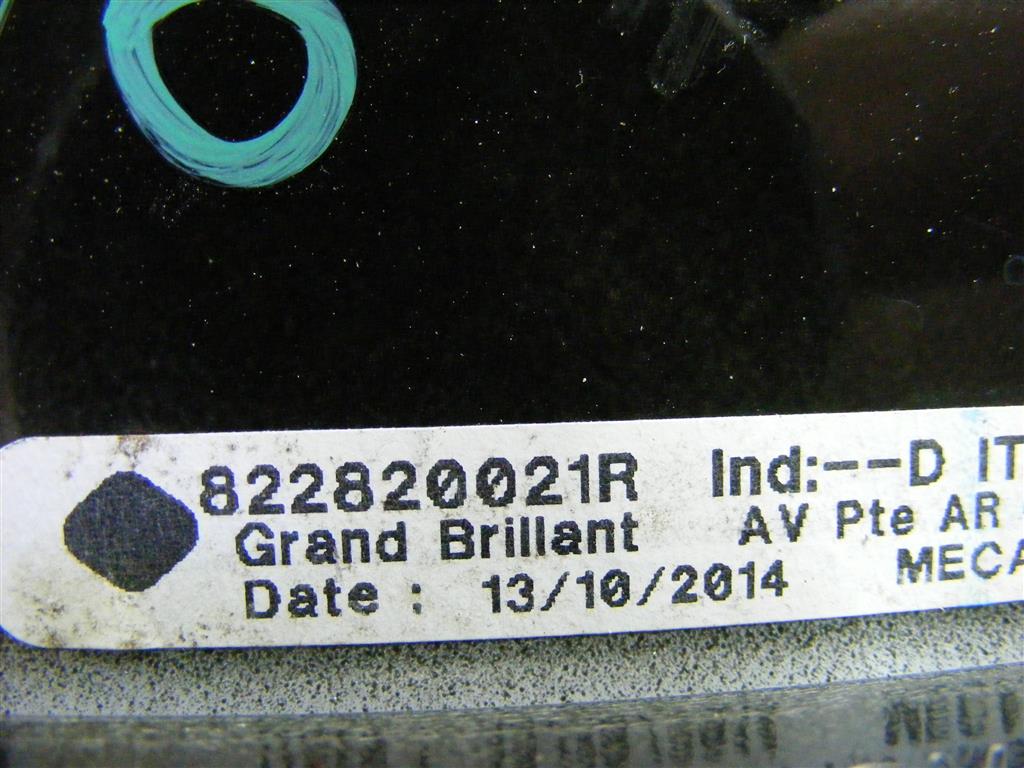 822820021R Ind:--D IT
Grand Brillant AV Pte AR
Date : 13/10/2014 MECA